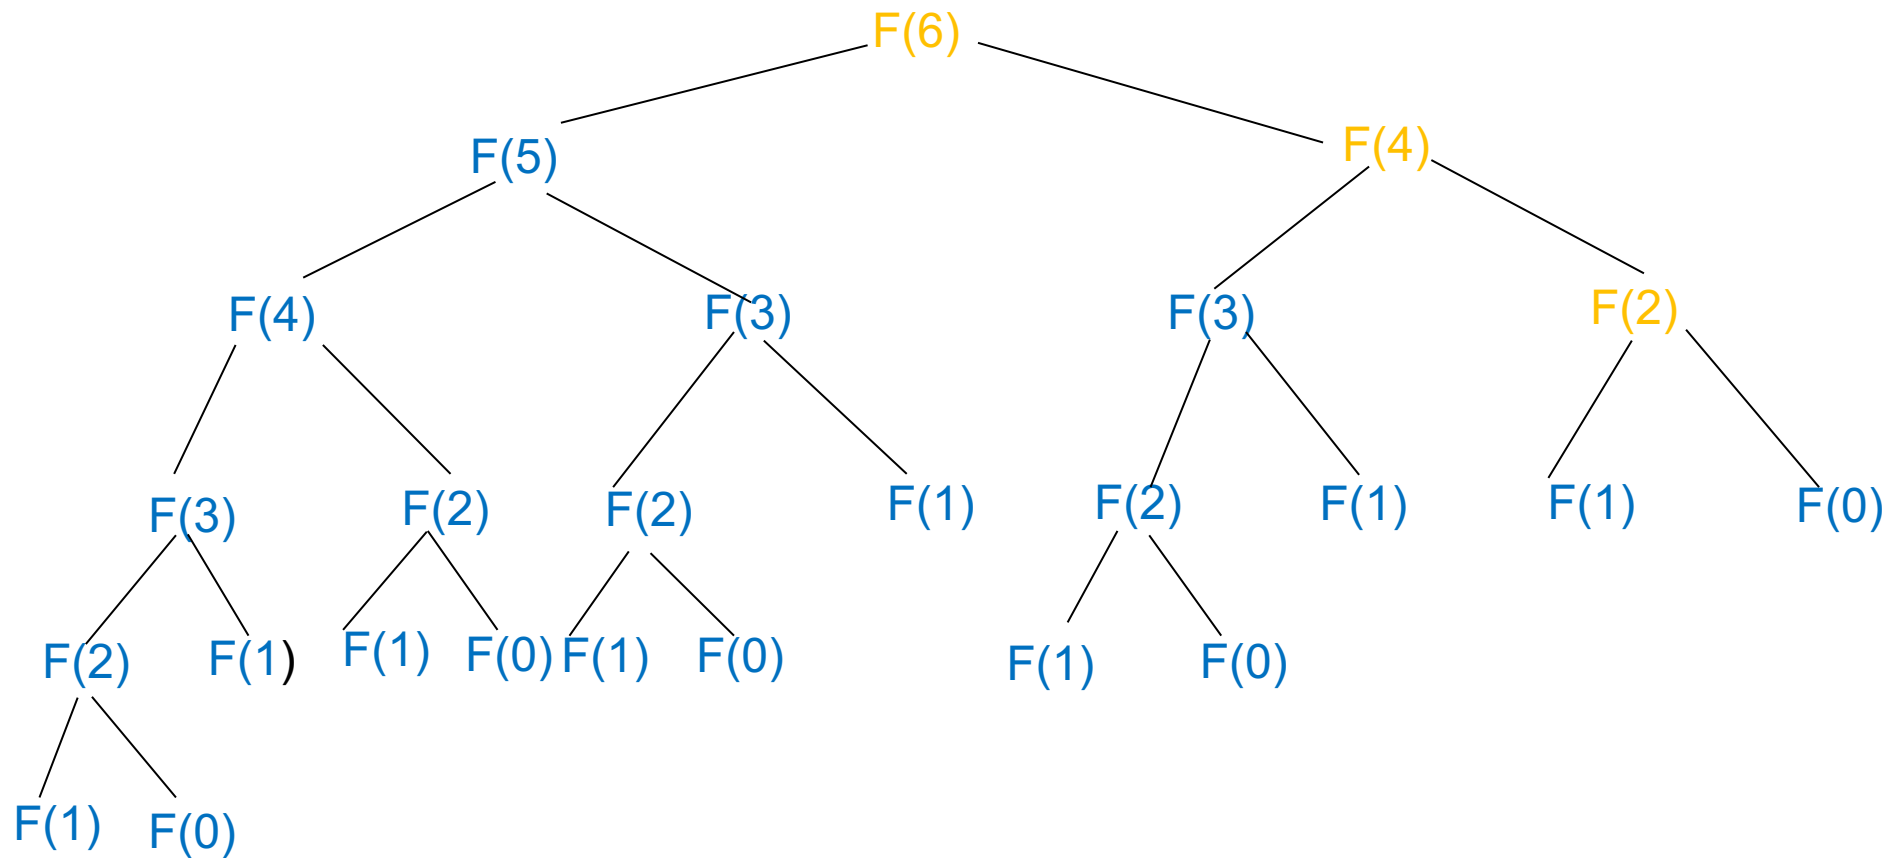 F(6)
F(5) F(4)
F(4) F(3) F(3) F(2)
F(3) F(2) F(2) F(1) F(2) F(1) F(1) F(0)
F(2) F(1) F(1) F(0) F(1) F(0) F(1) F(0)
F(1) F(0)